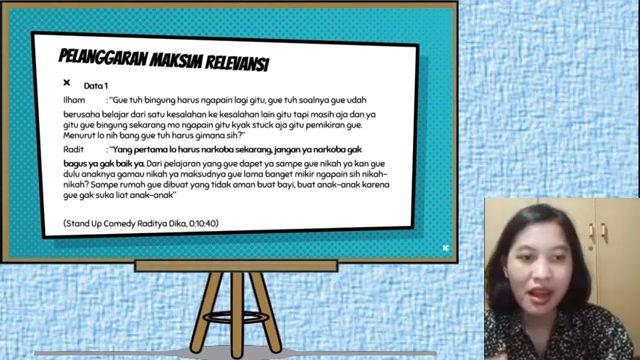 PELANGGARAN MAKSIM RELEVANSI
Data 1
Ilham : "Gue tuh bingung harus ngapain lagi gitu, gue tuh soalnya gue udah
berusaha belajar dari satu kesalahan ke kesalahan lain gitu tapi masih aja dan ya
gitu gue bingung sekarang mo ngapain gitu kyak stuck aja gitu pemikiran gue.
Menurut lo nih bang gue tuh harus gimana sih?"
Radit : "Yang pertama lo harus narkoba sekarang, jangan ya narkoba gak
bagus ya gak baik ya. Dari pelajaran yang gue dapet ya sampe gue nikah ya kan gue
dulu anaknya gamau nikah ya maksudnya gue lama banget mikir ngapain sih nikah-
nikah? Sampe rumah gue dibuat yang tidak aman buat bayi, buat anak-anak karena
gue gak suka liat anak-anak"
(Stand Up Comedy Raditya Dika, 0:10:40)